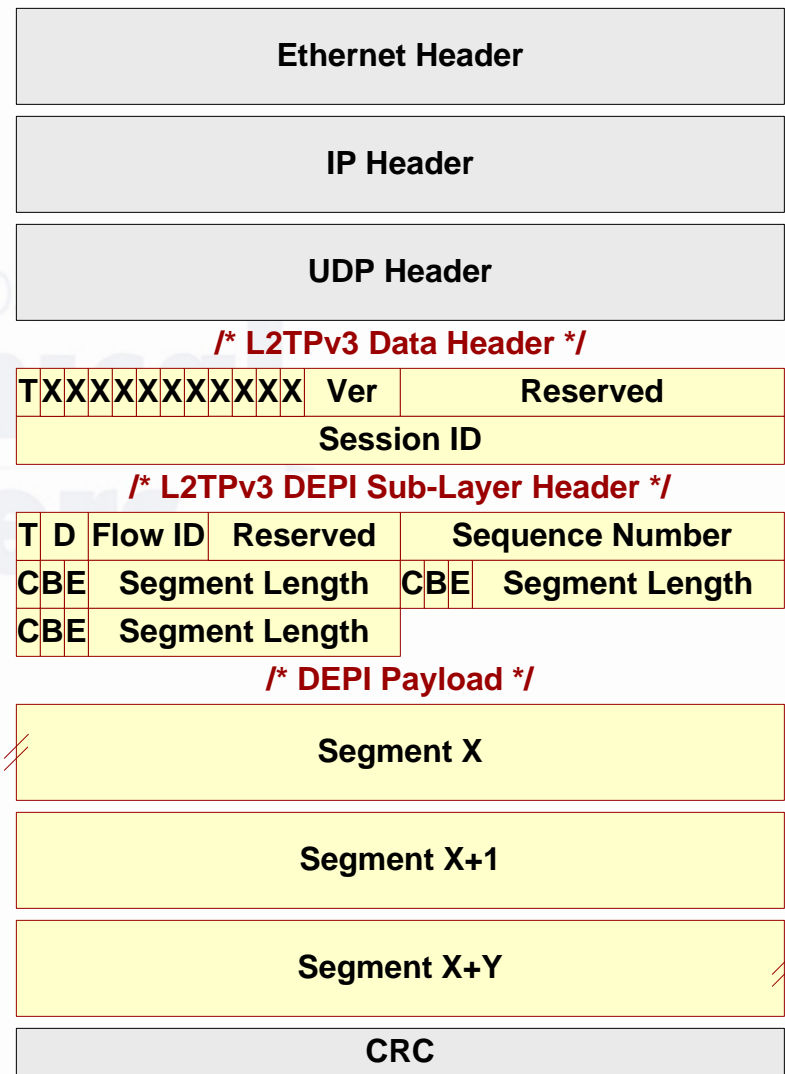 Ethernet Header
IP Header
UDP Header
/* L2TPv3 Data Header */
T X X X X X X X X X X X Ver Reserved
Session ID
/* L2TPv3 DEPI Sub-Layer Header */
T D Flow ID Reserved Sequence Number
C B E Segment Length C B E Segment Length
C B E Segment Length
/* DEPI Payload */
Segment X
Segment X+1
Segment X+Y
CRC